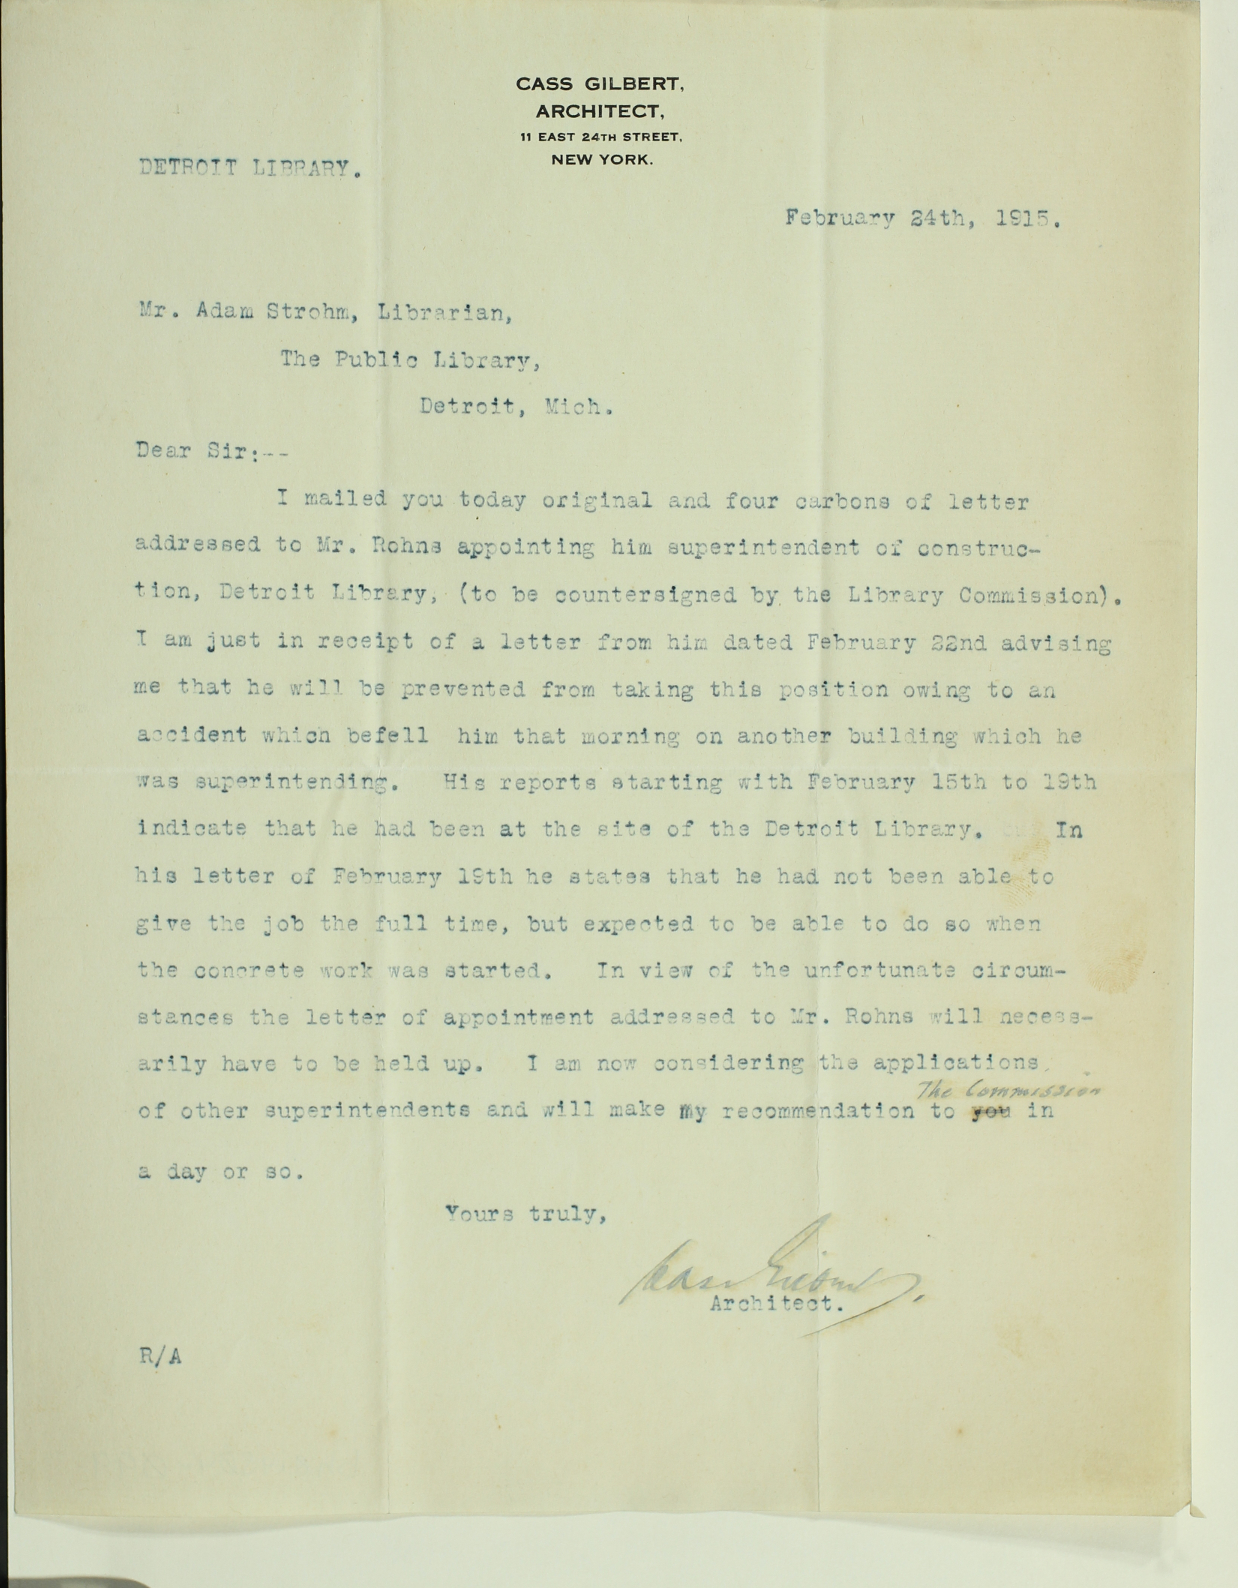 CASS GILBERT,
ARCHITECT,
11 EAST 24TH STREET,
NEW YORK.
DETROIT LIBRARY.
February 24th, 1915.
Mr. Adam Strohm, Librarian,
The Public Library,
Detroit, Mich.
Dear Sir:--
I mailed you today original and four carbons of letter
addressed to Mr. Rohns appointing him superintendent of construc-
tion, Detroit Library, (to be countersigned by the Library Commission).
I am just in receipt of a letter from him dated February 22nd advising
me that he will be prevented from taking this position owing to an
accident which befell him that morning on another building which he
was superintending. His reports starting with February 15th to 19th
indicate that he had been at the site of the Detroit Library. In
his letter of February 19th he states that he had not been able to
give the job the full time, but expected to be able to do so when
the concrete work was started. In view of the unfortunate circum-
stances the letter of appointment addressed to Mr. Rohns will necess-
arily have to be held up. I am now considering the applications
The Commission
of other superintendents and will make my recommendation to you in
a day or so.
Yours truly,
Cass Gilbert
Architect.
R/A